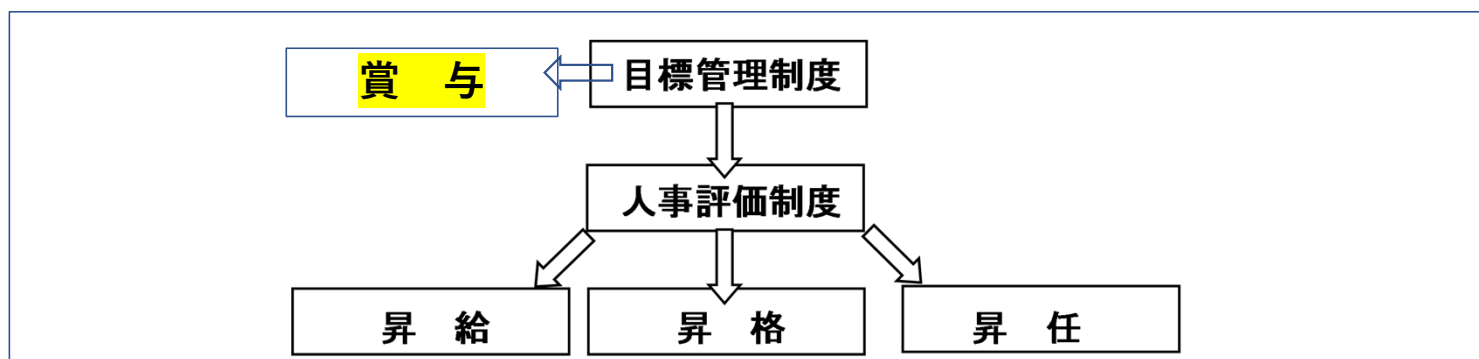 賞　与
目標管理制度
人事評価制度
昇　給
昇　格
昇　任